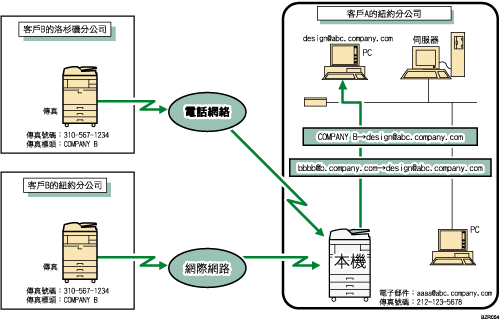 客戶B的洛杉磯分公司
傳真
傳真號碼：310-567-1234
傳真標頭：COMPANY B
電話網絡
客戶B的紐約分公司
傳真
傳真號碼：310-567-1234
傳真標頭：COMPANY B
網際網路
客戶A的紐約分公司
design@abc.company.com
PC
伺服器
COMPANY B→design@abc.company.com
bbbb@b.company.com→design@abc.company.com
PC
本機
電子郵件：aaaa@abc.company.com
傳真號碼：212-123-5678
BZR054